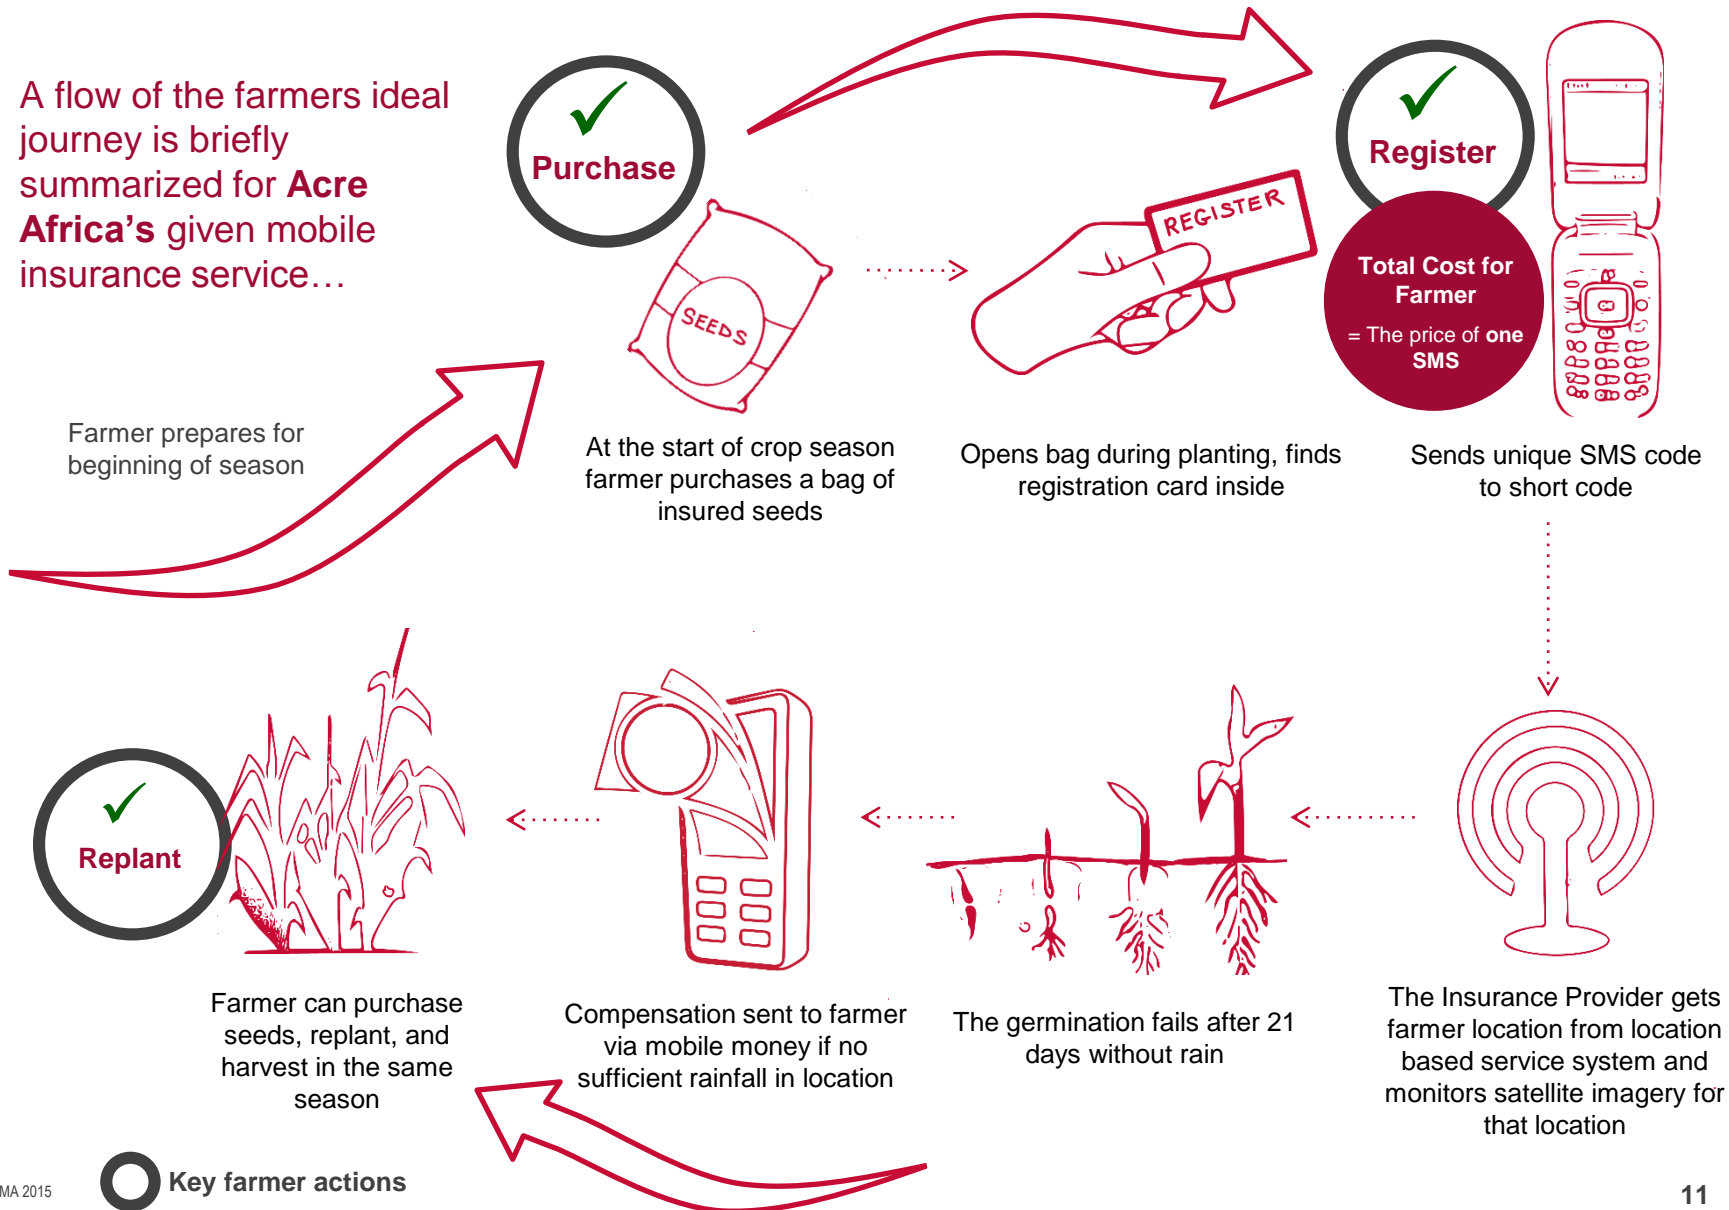 A flow of the farmers ideal
journey is briefly
summarized for Acre
Africa's given mobile
insurance service…
Purchase
Register
SEEDS
REGISTER
Total Cost for
Farmer
= The price of one
SMS
Farmer prepares for
beginning of season
At the start of crop season
farmer purchases a bag of
insured seeds
Opens bag during planting, finds
registration card inside
Sends unique SMS code
to short code
Replant
Farmer can purchase
seeds, replant, and
harvest in the same
season
Compensation sent to farmer
via mobile money if no
sufficient rainfall in location
The germination fails after 21
days without rain
The Insurance Provider gets
farmer location from location
based service system and
monitors satellite imagery for
that location
MA 2015
Key farmer actions
11